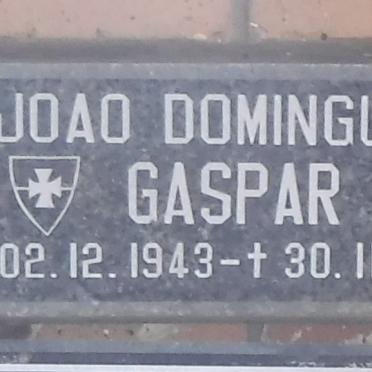 JOAO DOMINGU
GASPAR
02.12.1943-† 30.1